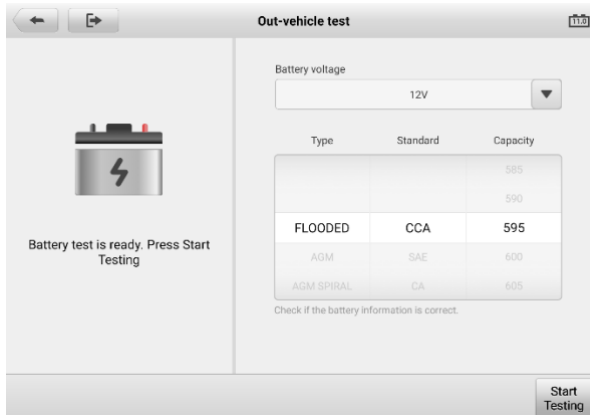 Out-vehicle test
11.0
Battery voltage
12V
Type Standard Capacity
585
590
FLOODED CCA 595
AGM SAE 600
AGM SPIRAL CA 605
Check if the battery information is correct.
Battery test is ready. Press Start
Testing
Start
Testing